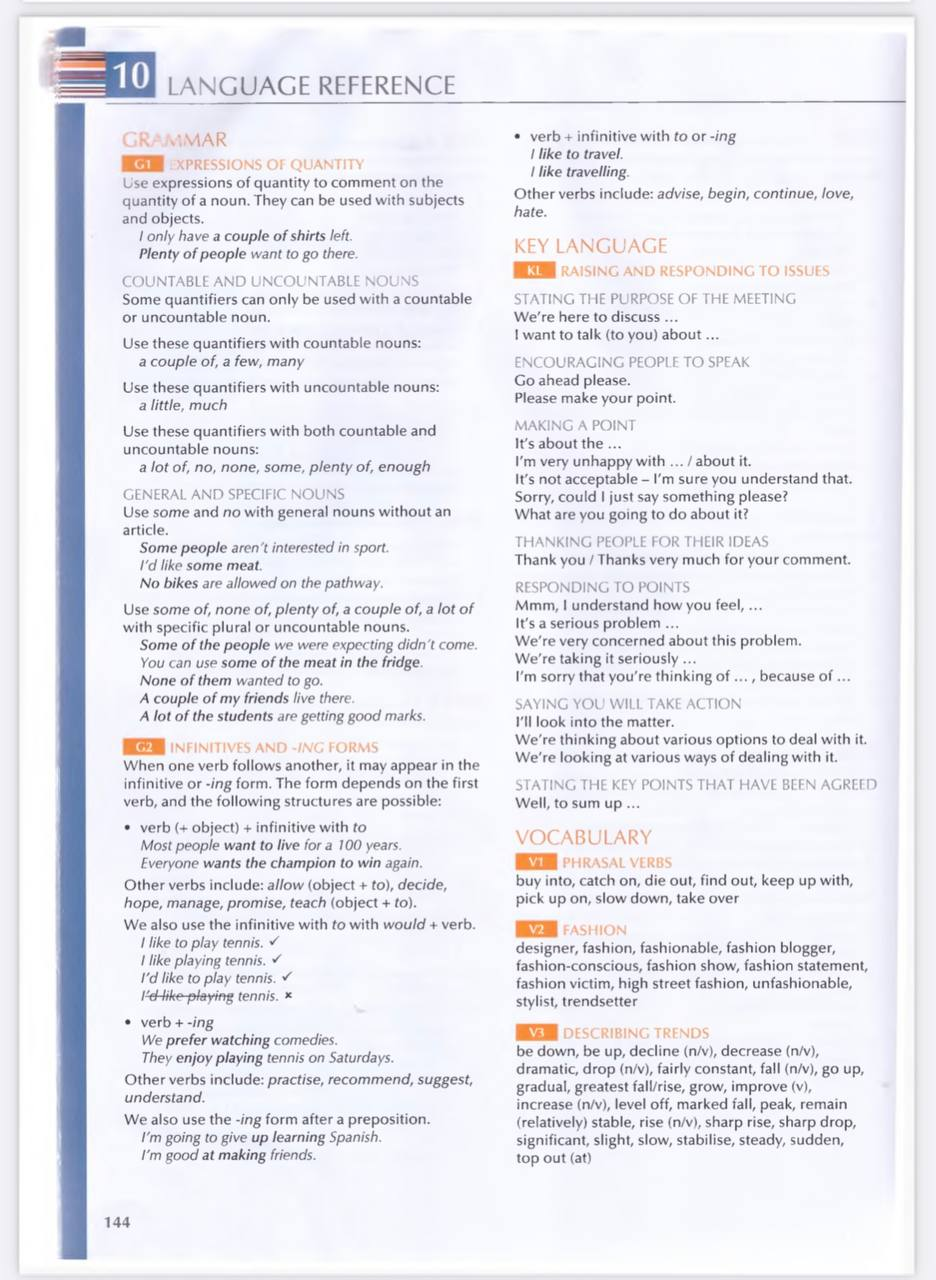 10 LANGUAGE REFERENCE
GRAMMAR
G1 EXPRESSIONS OF QUANTITY
Use expressions of quantity to comment on the
quantity of a noun. They can be used with subjects
and objects.
I only have a couple of shirts left.
Plenty of people want to go there.
COUNTABLE AND UNCOUNTABLE NOUNS
Some quantifiers can only be used with a countable
or uncountable noun.
Use these quantifiers with countable nouns:
a couple of, a few, many
Use these quantifiers with uncountable nouns:
a little, much
Use these quantifiers with both countable and
uncountable nouns:
a lot of, no, none, some, plenty of, enough
GENERAL AND SPECIFIC NOUNS
Use some and no with general nouns without an
article.
Some people aren't interested in sport.
I'd like some meat.
No bikes are allowed on the pathway.
Use some of, none of, plenty of, a couple of, a lot of
with specific plural or uncountable nouns.
Some of the people we were expecting didn't come.
You can use some of the meat in the fridge.
None of them wanted to go.
A couple of my friends live there.
A lot of the students are getting good marks.
G2 INFINITIVES AND -ING FORMS
When one verb follows another, it may appear in the
infinitive or -ing form. The form depends on the first
verb, and the following structures are possible:
• verb (+ object) + infinitive with to
Most people want to live for a 100 years.
Everyone wants the champion to win again.
Other verbs include: allow (object + to), decide,
hope, manage, promise, teach (object + to).
We also use the infinitive with to with would + verb.
I like to play tennis. ✓
I like playing tennis. ✓
I'd like to play tennis. ✓
I'd like playing tennis. ×
• verb + -ing
We prefer watching comedies.
They enjoy playing tennis on Saturdays.
Other verbs include: practise, recommend, suggest,
understand.
We also use the -ing form after a preposition.
I'm going to give up learning Spanish.
I'm good at making friends.
• verb + infinitive with to or -ing
I like to travel.
I like travelling.
Other verbs include: advise, begin, continue, love,
hate.
KEY LANGUAGE
KL RAISING AND RESPONDING TO ISSUES
STATING THE PURPOSE OF THE MEETING
We're here to discuss ...
I want to talk (to you) about ...
ENCOURAGING PEOPLE TO SPEAK
Go ahead please.
Please make your point.
MAKING A POINT
It's about the ...
I'm very unhappy with ... / about it.
It's not acceptable – I'm sure you understand that.
Sorry, could I just say something please?
What are you going to do about it?
THANKING PEOPLE FOR THEIR IDEAS
Thank you / Thanks very much for your comment.
RESPONDING TO POINTS
Mmm, I understand how you feel, ...
It's a serious problem ...
We're very concerned about this problem.
We're taking it seriously ...
I'm sorry that you're thinking of ... , because of ...
SAYING YOU WILL TAKE ACTION
I'll look into the matter.
We're thinking about various options to deal with it.
We're looking at various ways of dealing with it.
STATING THE KEY POINTS THAT HAVE BEEN AGREED
Well, to sum up ...
VOCABULARY
V1 PHRASAL VERBS
buy into, catch on, die out, find out, keep up with,
pick up on, slow down, take over
V2 FASHION
designer, fashion, fashionable, fashion blogger,
fashion-conscious, fashion show, fashion statement,
fashion victim, high street fashion, unfashionable,
stylist, trendsetter
V3 DESCRIBING TRENDS
be down, be up, decline (n/v), decrease (n/v),
dramatic, drop (n/v), fairly constant, fall (n/v), go up,
gradual, greatest fall/rise, grow, improve (v),
increase (n/v), level off, marked fall, peak, remain
(relatively) stable, rise (n/v), sharp rise, sharp drop,
significant, slight, slow, stabilise, steady, sudden,
top out (at)
144